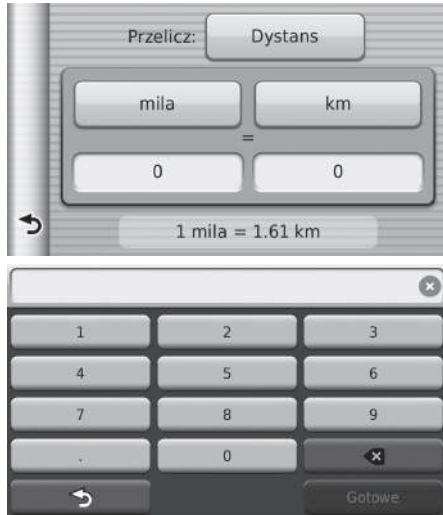 Przelicz: Dystans
mila km
=
0 0
1 mila = 1.61 km
1 2 3
4 5 6
7 8 9
. 0
Gotowe